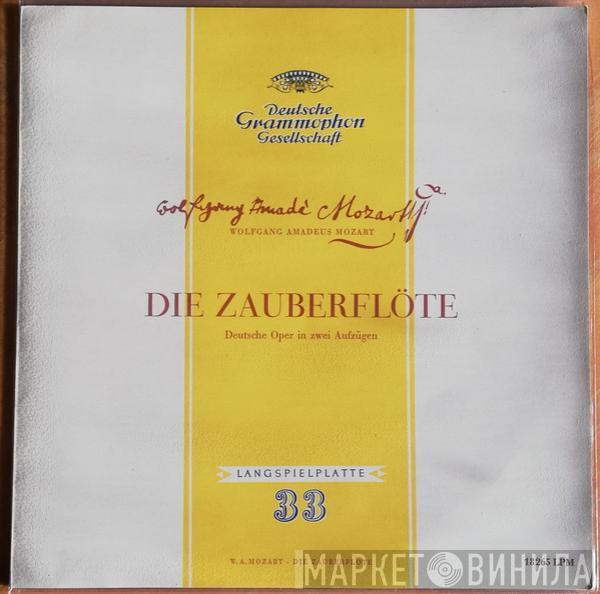 Deutsche
Grammophon
Gesellschaft
Wolfgang Amadè Mozart
WOLFGANG AMADEUS MOZART
DIE ZAUBERFLÖTE
Deutsche Oper in zwei Aufzügen
LANGSPIELPLATTE
33
W. A. MOZART - DIE ZAUBERFLÖTE
18265 LPM
МАРКЕТ ВИНИЛА